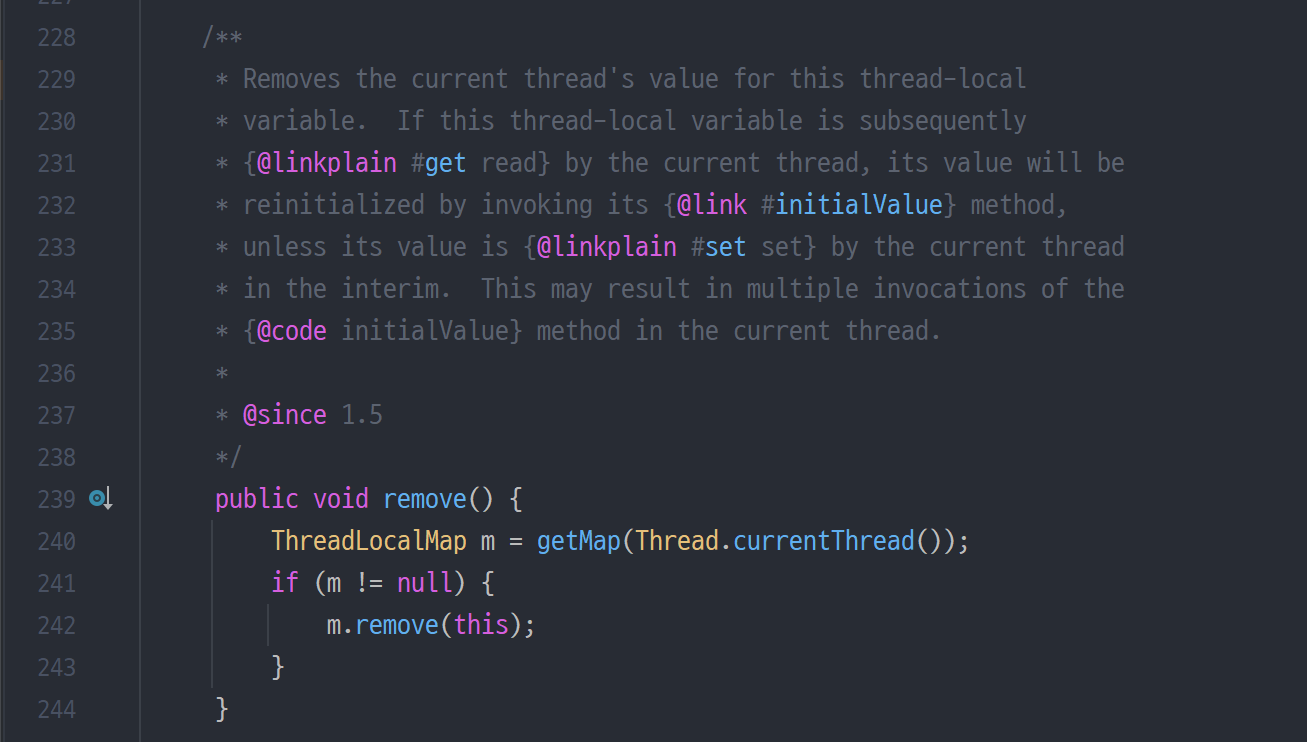 228 /**
229 * Removes the current thread's value for this thread-local
230 * variable.  If this thread-local variable is subsequently
231 * {@linkplain #get read} by the current thread, its value will be
232 * reinitialized by invoking its {@link #initialValue} method,
233 * unless its value is {@linkplain #set set} by the current thread
234 * in the interim.  This may result in multiple invocations of the
235 * {@code initialValue} method in the current thread.
236 *
237 * @since 1.5
238 */
239 public void remove() {
240     ThreadLocalMap m = getMap(Thread.currentThread());
241     if (m != null) {
242         m.remove(this);
243     }
244 }